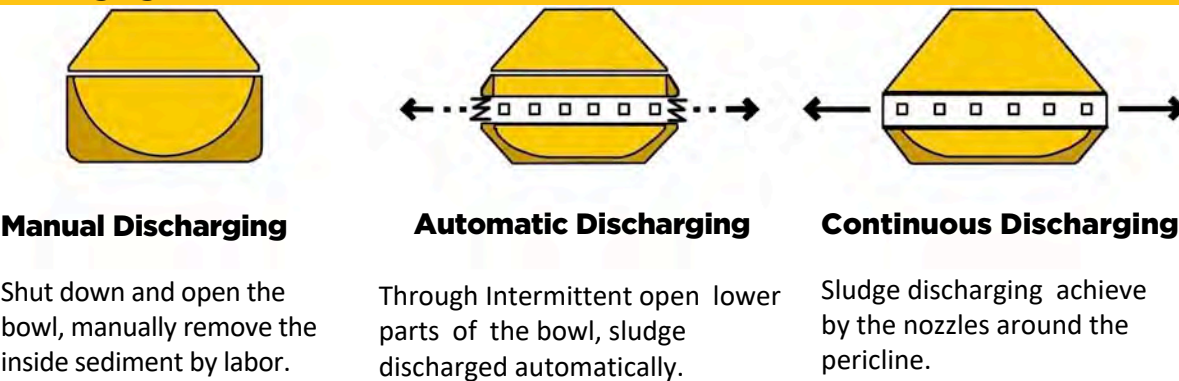 Manual Discharging
Shut down and open the
bowl, manually remove the
inside sediment by labor.
Automatic Discharging
Through Intermittent open lower
parts of the bowl, sludge
discharged automatically.
Continuous Discharging
Sludge discharging achieve
by the nozzles around the
pericline.